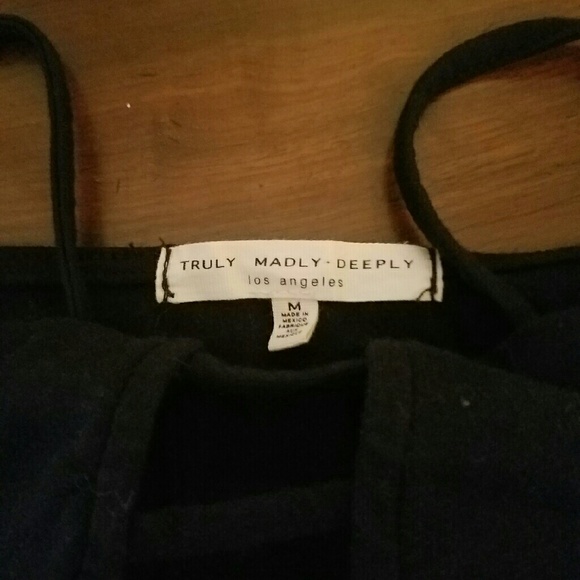 TRULY MADLY-DEEPLY
los angeles
M
MADE IN
MEXICO